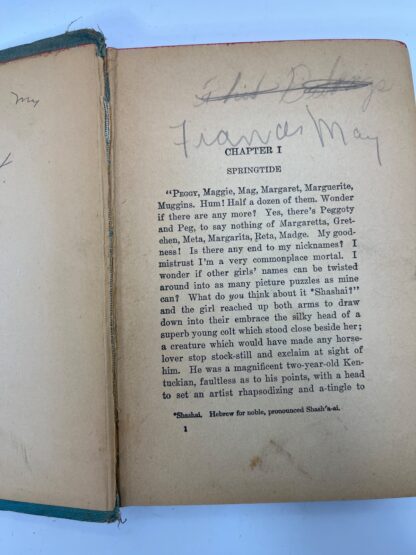 my
This Belongs
Frances May
CHAPTER I
SPRINGTIDE
"PEGGY, Maggie, Mag, Margaret, Marguerite,
Muggins. Hum! Half a dozen of them. Wonder
if there are any more? Yes, there's Peggoty
and Peg, to say nothing of Margaretta, Gret-
chen, Meta, Margarita, Reta, Madge. My good-
ness! Is there any end to my nicknames? I
mistrust I'm a very commonplace mortal. I
wonder if other girls' names can be twisted
around into as many picture puzzles as mine
can? What do you think about it *Shashai?"
and the girl reached up both arms to draw
down into their embrace the silky head of a
superb young colt which stood close beside her;
a creature which would have made any horse-
lover stop stock-still and exclaim at sight of
him. He was a magnificent two-year-old Ken-
tuckian, faultless as to his points, with a head
to set an artist rhapsodizing and a-tingle to
*Shashai. Hebrew for noble, pronounced Shash'a-ai.
1